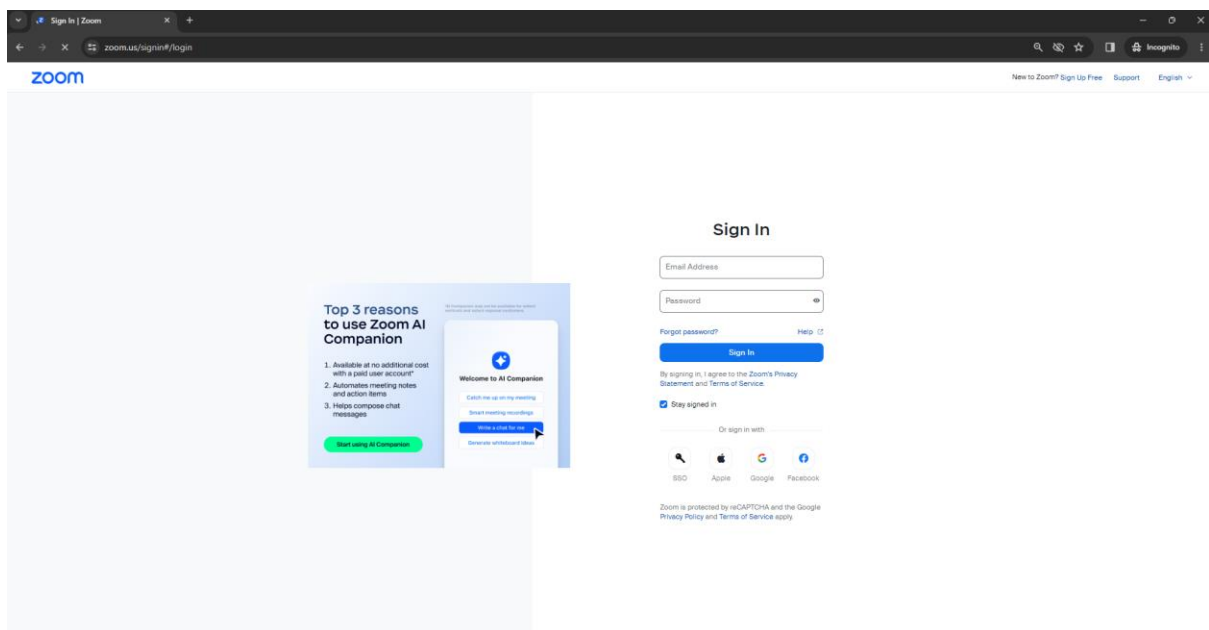 Sign In | Zoom
zoom.us/signin#/login
Incognito
zoom
New to Zoom? Sign Up Free Support English
Sign In
Email Address
Password
Forgot password? Help
Sign In
By signing in, I agree to the Zoom's Privacy
Statement and Terms of Service.
Stay signed in
Or sign in with
SSO Apple Google Facebook
Zoom is protected by reCAPTCHA and the Google
Privacy Policy and Terms of Service apply.
Top 3 reasons
to use Zoom AI
Companion
1. Available at no additional cost
with a paid user account*
2. Automates meeting notes
and action items
3. Helps compose chat
messages
Start using AI Companion
Welcome to AI Companion
Catch me up on my meeting
Smart meeting recordings
Write a chat for me
Generate whiteboard ideas